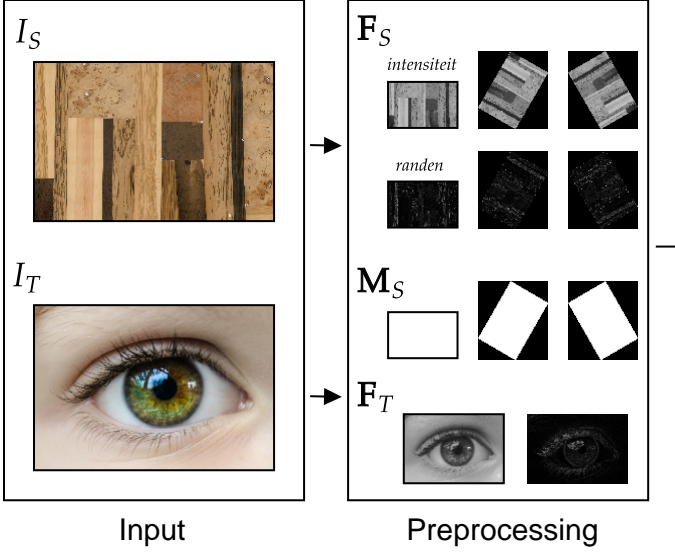 I_S
I_T
Input
F_S
intensiteit
randen
M_S
F_T
Preprocessing